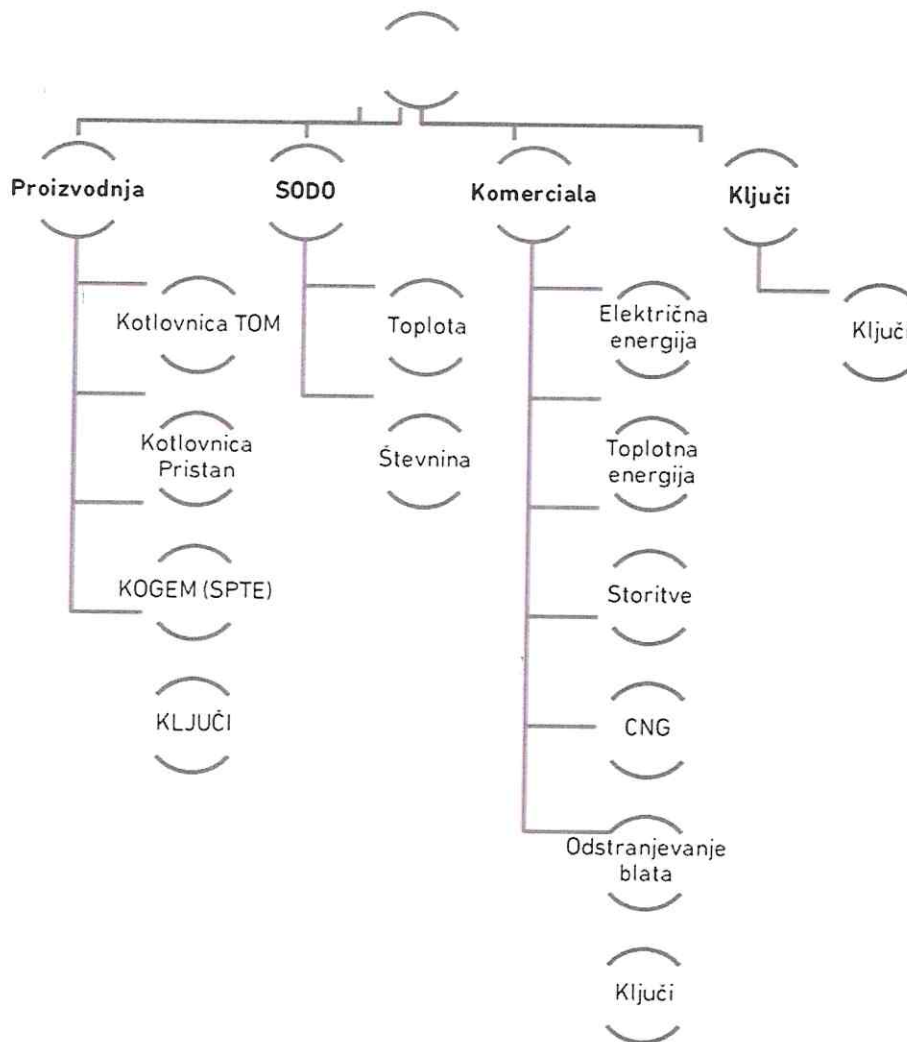 Proizvodnja
SODO
Komerciala
Ključi
Kotlovnica TOM
Kotlovnica
Pristan
KOGEM (SPTE)
KLJUČI
Toplota
Števnina
Električna
energija
Toplotna
energija
Storitve
CNG
Odstranjevanje
blata
Ključi
Ključi